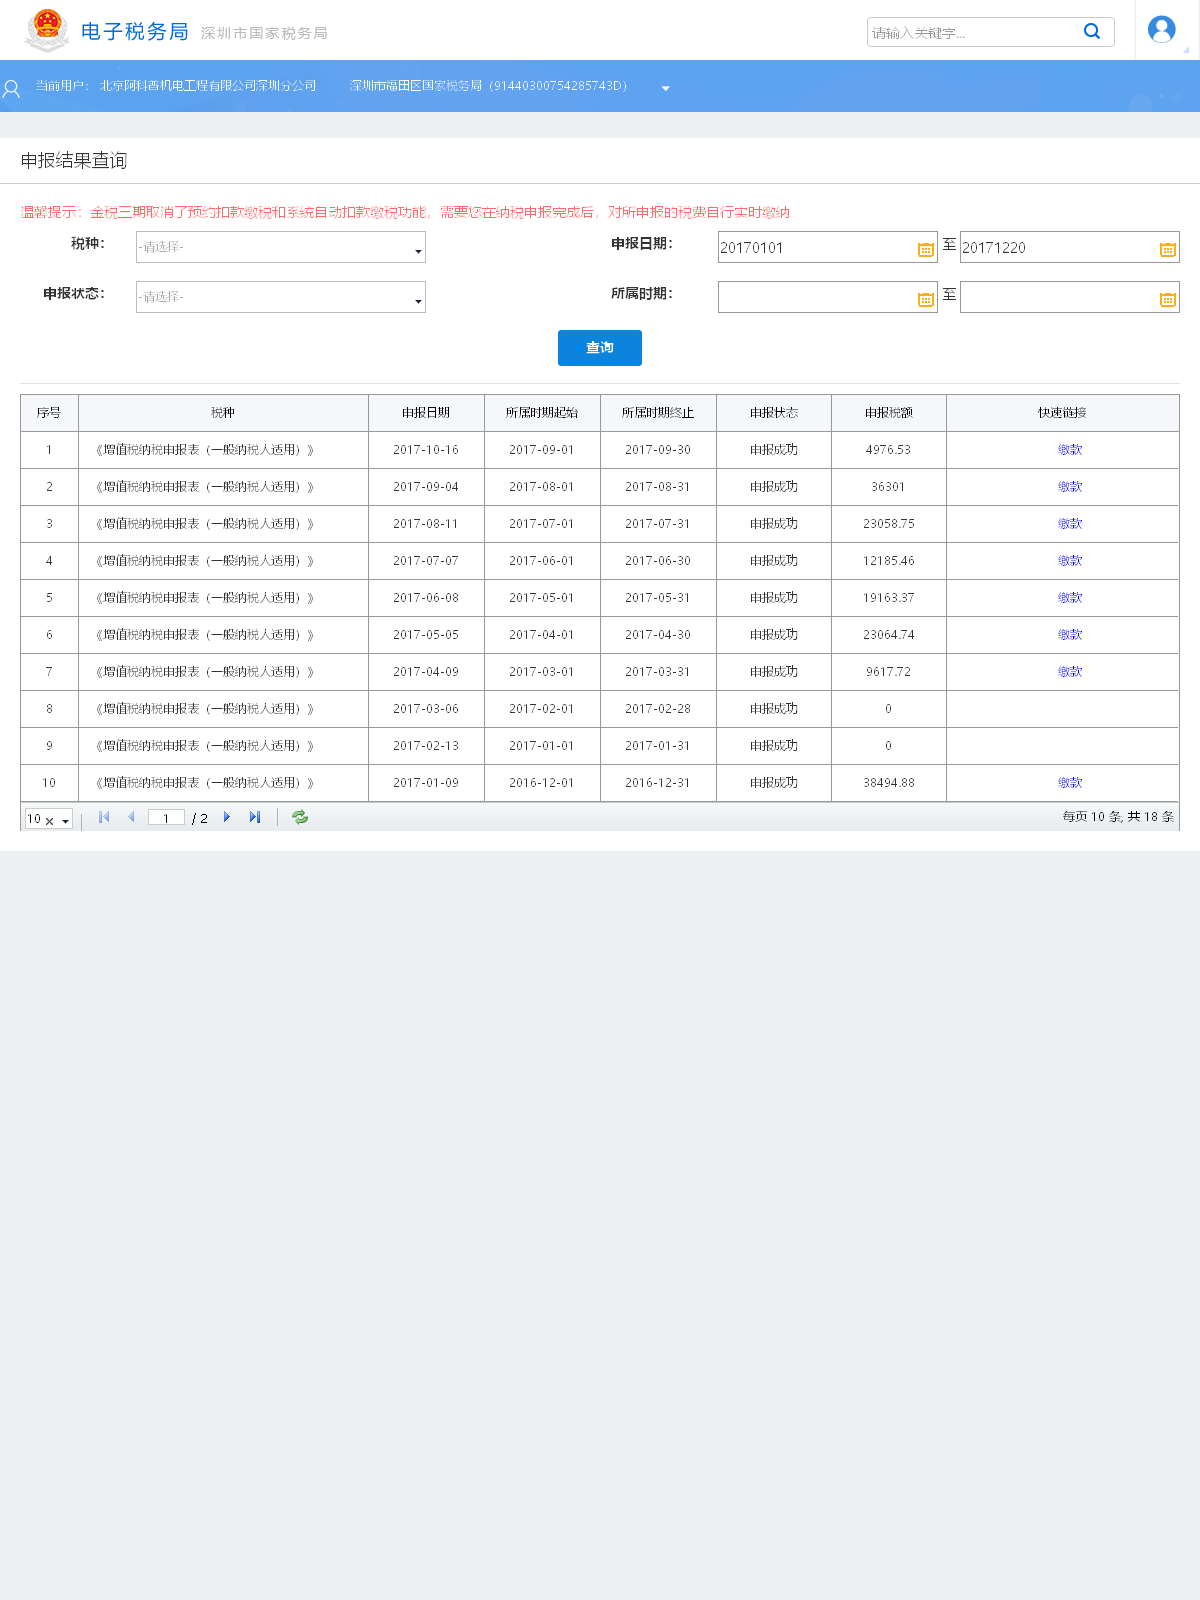 电子税务局 深圳市国家税务局 请输入关键字...
当前用户： 北京阿科西机电工程有限公司深圳分公司 深圳市福田区国家税务局（91440300754285743D）
申报结果查询
温馨提示：金税三期取消了预约扣款缴税和系统自动扣款缴税功能，需要您在纳税申报完成后，对所申报的税费自行实时缴纳
税种： -请选择- 申报日期： 20170101 至 20171220
申报状态： -请选择- 所属时期： 至
查询
序号 税种 申报日期 所属时期起始 所属时期终止 申报状态 申报税额 快速链接
1 《增值税纳税申报表（一般纳税人适用）》 2017-10-16 2017-09-01 2017-09-30 申报成功 4976.53 缴款
2 《增值税纳税申报表（一般纳税人适用）》 2017-09-04 2017-08-01 2017-08-31 申报成功 36301 缴款
3 《增值税纳税申报表（一般纳税人适用）》 2017-08-11 2017-07-01 2017-07-31 申报成功 23058.75 缴款
4 《增值税纳税申报表（一般纳税人适用）》 2017-07-07 2017-06-01 2017-06-30 申报成功 12185.46 缴款
5 《增值税纳税申报表（一般纳税人适用）》 2017-06-08 2017-05-01 2017-05-31 申报成功 19163.37 缴款
6 《增值税纳税申报表（一般纳税人适用）》 2017-05-05 2017-04-01 2017-04-30 申报成功 23064.74 缴款
7 《增值税纳税申报表（一般纳税人适用）》 2017-04-09 2017-03-01 2017-03-31 申报成功 9617.72 缴款
8 《增值税纳税申报表（一般纳税人适用）》 2017-03-06 2017-02-01 2017-02-28 申报成功 0
9 《增值税纳税申报表（一般纳税人适用）》 2017-02-13 2017-01-01 2017-01-31 申报成功 0
10 《增值税纳税申报表（一般纳税人适用）》 2017-01-09 2016-12-01 2016-12-31 申报成功 38494.88 缴款
10 1 / 2 每页 10 条, 共 18 条